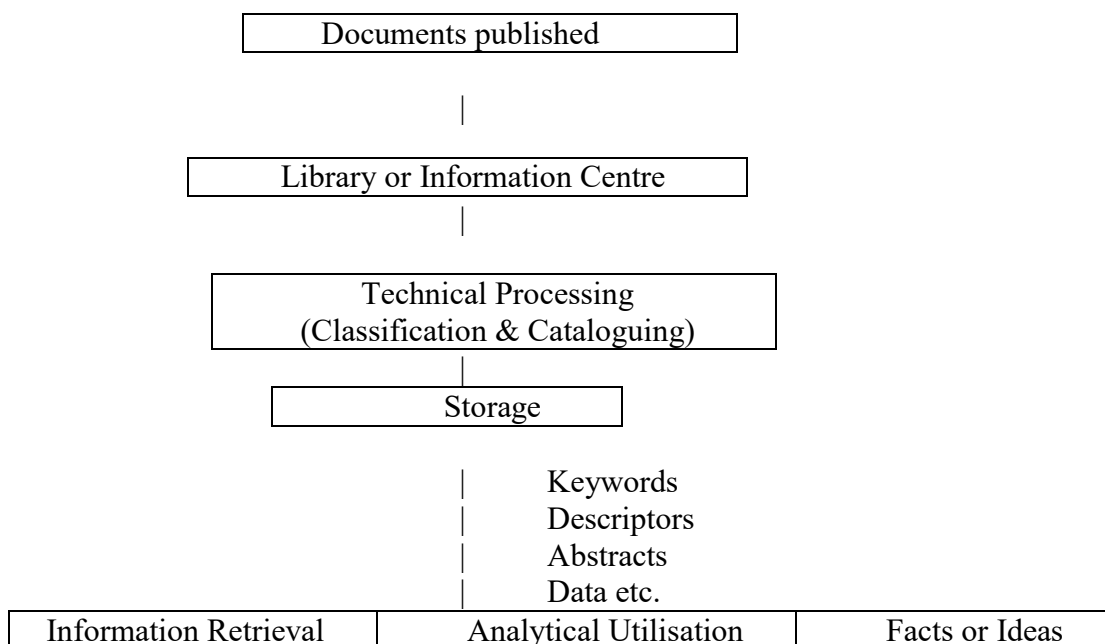 Documents published
|
Library or Information Centre
|
Technical Processing
(Classification & Cataloguing)
|
Storage
| Keywords
| Descriptors
| Abstracts
| Data etc.
Information Retrieval Analytical Utilisation Facts or Ideas